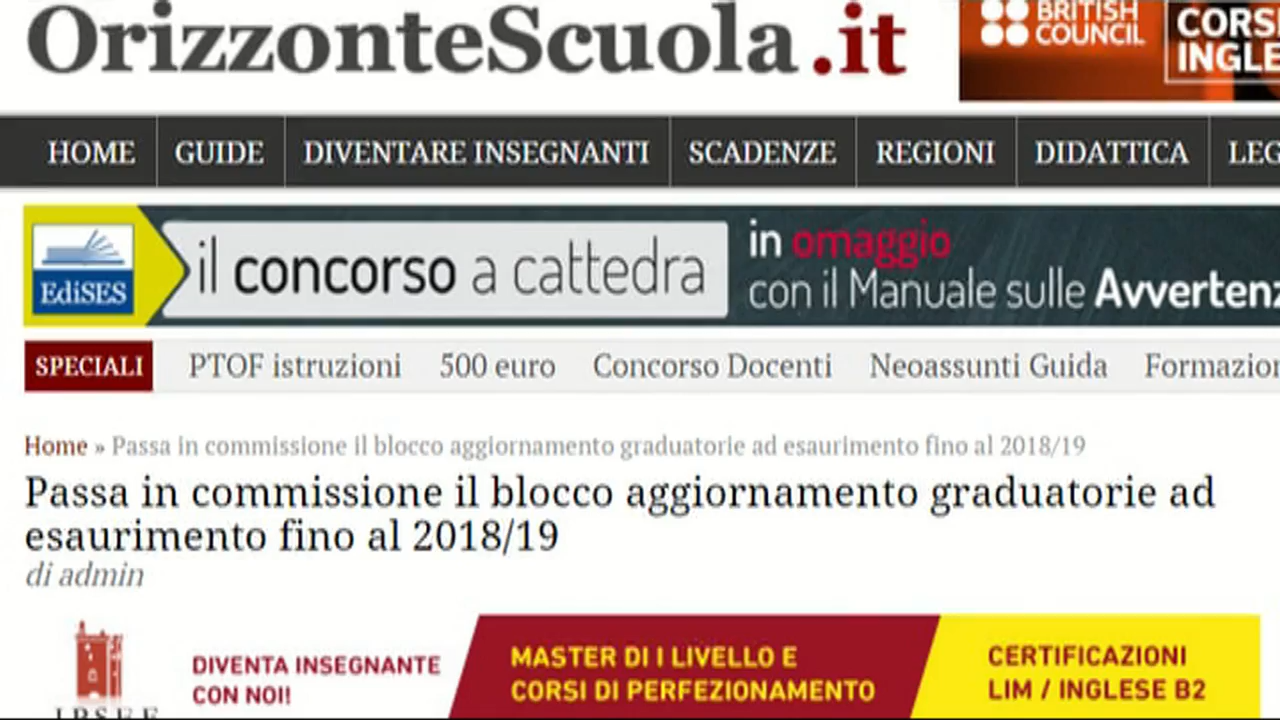 OrizzonteScuola.it
BRITISH
COUNCIL
HOME GUIDE DIVENTARE INSEGNANTI SCADENZE REGIONI DIDATTICA
EdiSES
il concorso a cattedra
in omaggio
con il Manuale sulle
SPECIALI PTOF istruzioni 500 euro Concorso Docenti Neoassunti Guida
Home » Passa in commissione il blocco aggiornamento graduatorie ad esaurimento fino al 2018/19
Passa in commissione il blocco aggiornamento graduatorie ad
esaurimento fino al 2018/19
di admin
DIVENTA INSEGNANTE
CON NOI!
MASTER DI I LIVELLO E
CORSI DI PERFEZIONAMENTO
CERTIFICAZIONI
LIM / INGLESE B2